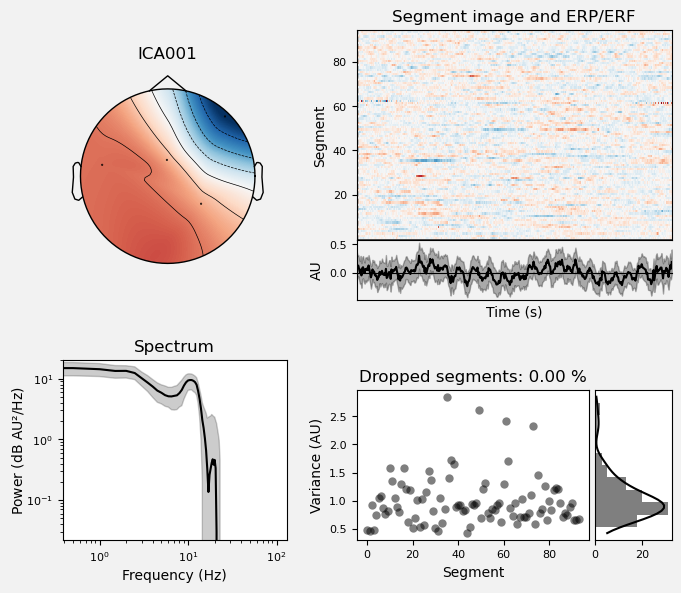 ICA001
Segment image and ERP/ERF
80
60
40
20
Segment
0.5
0.0
AU
Time (s)
Spectrum
10¹
10⁰
10⁻¹
Power (dB AU²/Hz)
10⁰ 10¹ 10²
Frequency (Hz)
Dropped segments: 0.00 %
2.5
2.0
1.5
1.0
0.5
Variance (AU)
0 20 40 60 80
Segment
0 20